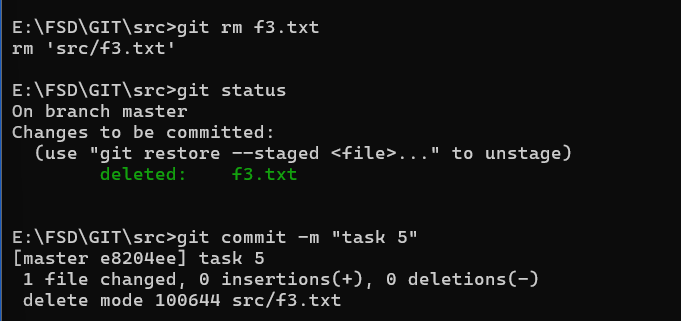 E:\FSD\GIT\src>git rm f3.txt
rm 'src/f3.txt'
E:\FSD\GIT\src>git status
On branch master
Changes to be committed:
  (use "git restore --staged <file>..." to unstage)
        deleted:    f3.txt
E:\FSD\GIT\src>git commit -m "task 5"
[master e8204ee] task 5
 1 file changed, 0 insertions(+), 0 deletions(-)
 delete mode 100644 src/f3.txt